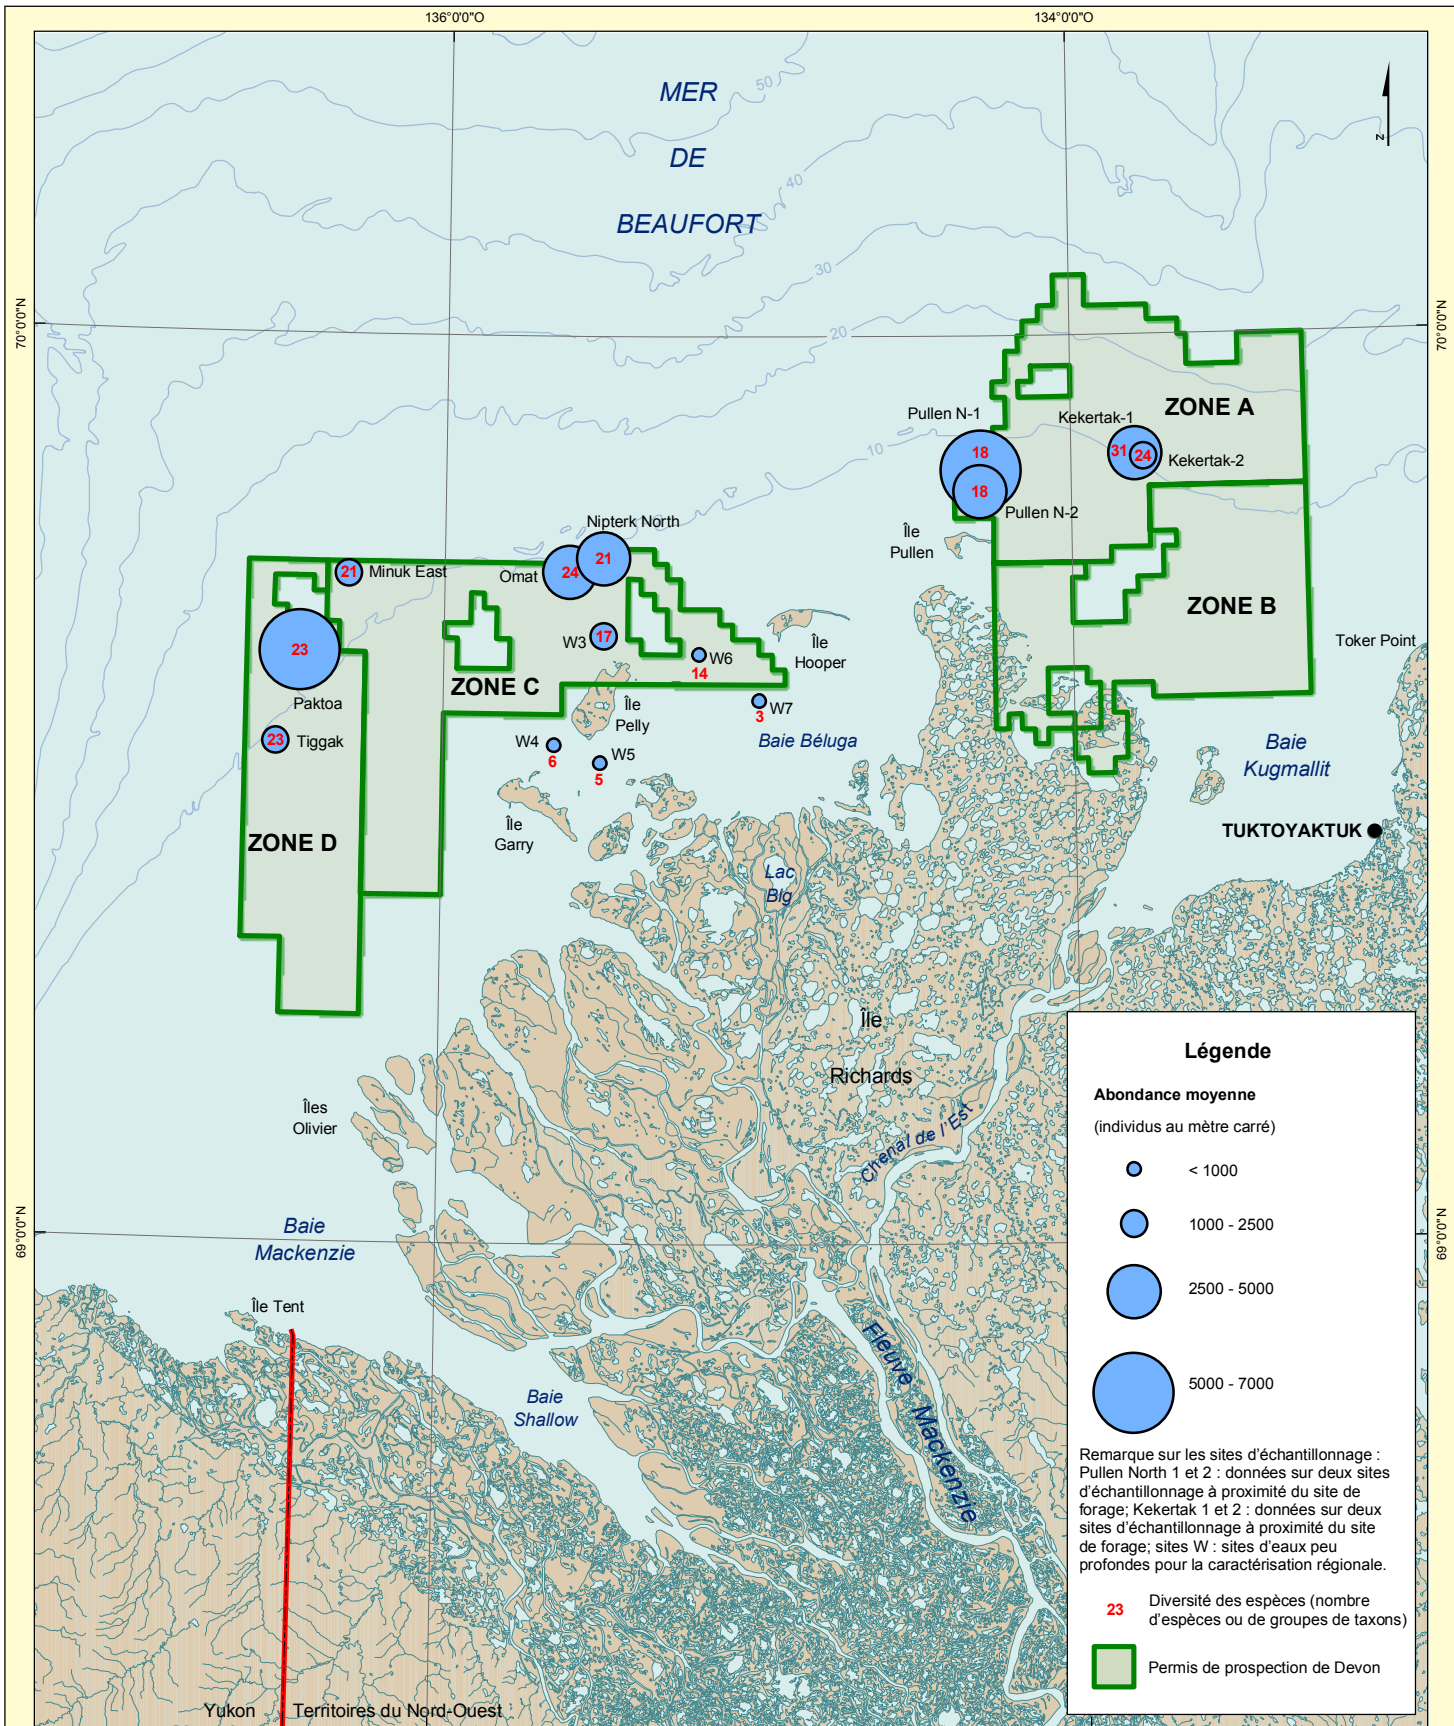 136°0'0"O
134°0'0"O
MER
DE
BEAUFORT
50
40
30
20
10
N
70°0'0"N
70°0'0"N
ZONE A
Pullen N-1
Kekertak-1
18
31
24
Kekertak-2
18
Pullen N-2
Île
Pullen
Nipterk North
21
Omat
24
21
Minuk East
ZONE B
Toker Point
W3
17
W6
14
Île
Hooper
23
Paktoa
ZONE C
Île
Pelly
W7
3
Baie Béluga
23
Tiggak
W4
6
W5
5
Baie
Kugmallit
Île
Garry
ZONE D
TUKTOYAKTUK
Lac
BIg
Île
Richards
Îles
Olivier
Chenal de l'Est
69°0'0"N
69°0'0"N
Baie
Mackenzie
Île Tent
Baie
Shallow
Fleuve Mackenzie
Yukon
Territoires du Nord-Ouest
Légende
Abondance moyenne
(individus au mètre carré)
< 1000
1000 - 2500
2500 - 5000
5000 - 7000
Remarque sur les sites d'échantillonnage :
Pullen North 1 et 2 : données sur deux sites
d'échantillonnage à proximité du site de
forage; Kekertak 1 et 2 : données sur deux
sites d'échantillonnage à proximité du site
de forage; sites W : sites d'eaux peu
profondes pour la caractérisation régionale.
23
Diversité des espèces (nombre
d'espèces ou de groupes de taxons)
Permis de prospection de Devon